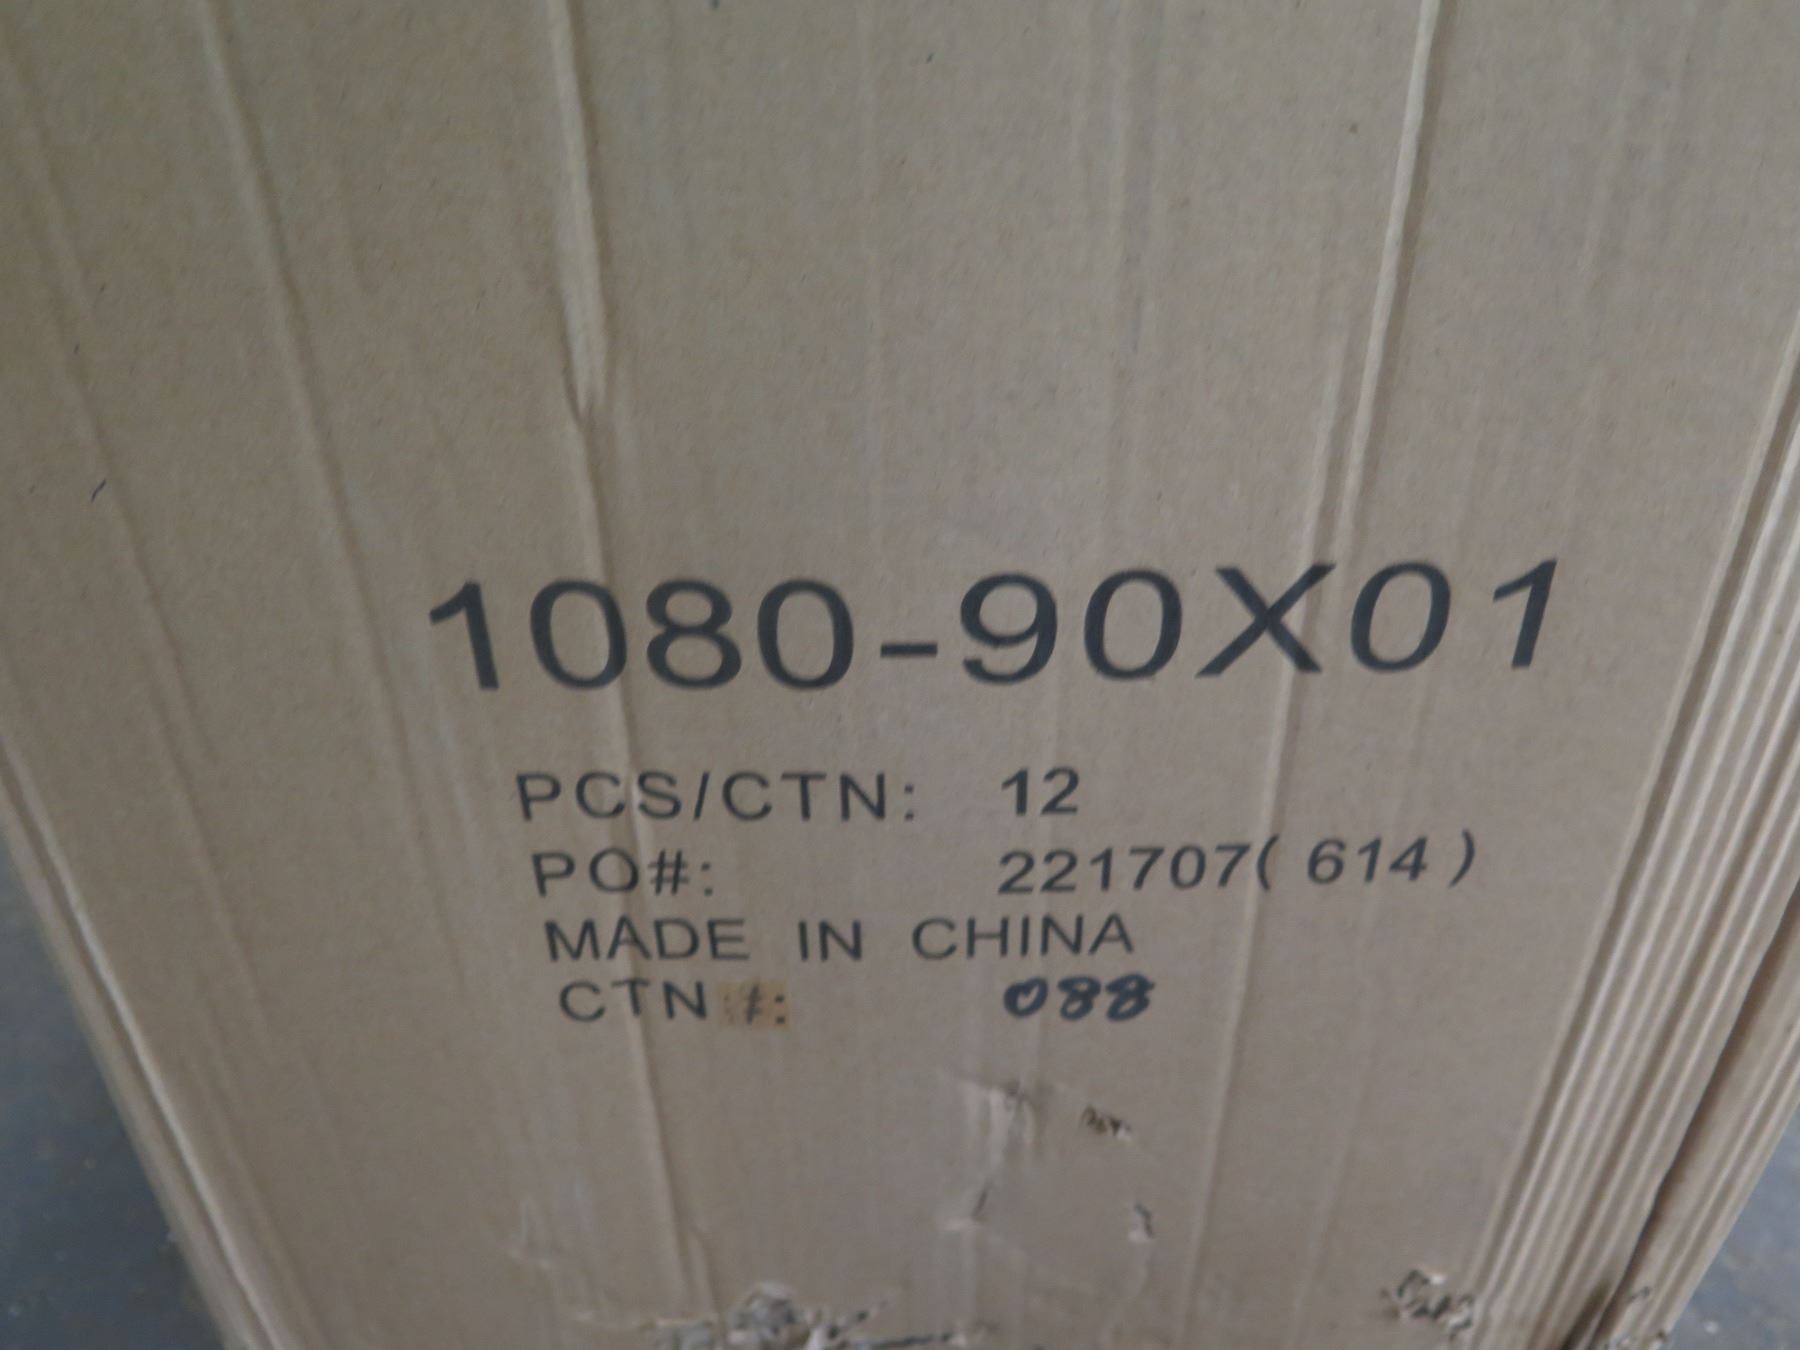 1080-90X01
PCS/CTN: 12
PO#: 221707( 614 )
MADE IN CHINA
CTN #: 088